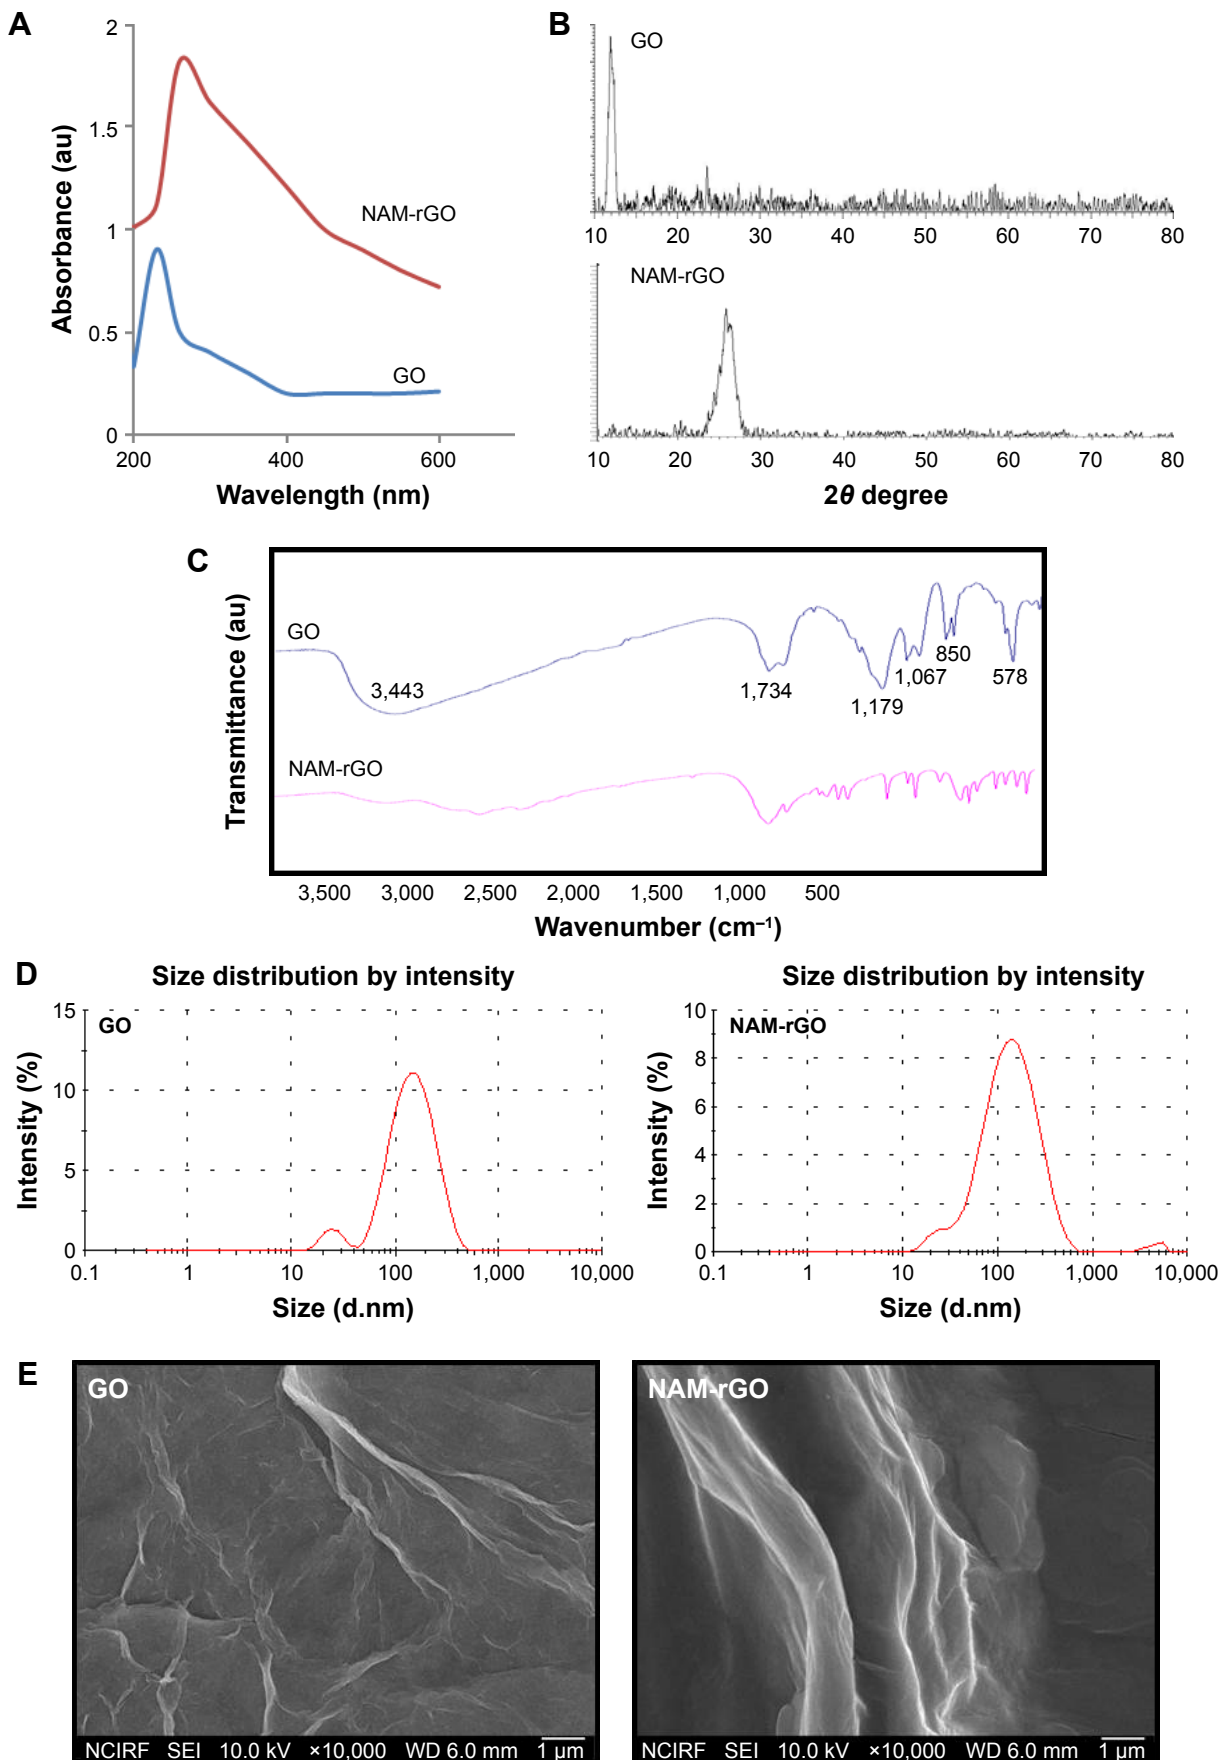 A
2
1.5
1
0.5
0
Absorbance (au)
NAM-rGO
GO
200 400 600
Wavelength (nm)
B
GO
10 20 30 40 50 60 70 80
NAM-rGO
10 20 30 40 50 60 70 80
2θ degree
C
Transmittance (au)
GO
3,443
1,734
1,179
1,067
850
578
NAM-rGO
3,500 3,000 2,500 2,000 1,500 1,000 500
Wavenumber (cm⁻¹)
D
Size distribution by intensity
GO
Intensity (%)
15
10
5
0
0.1 1 10 100 1,000 10,000
Size (d.nm)
Size distribution by intensity
NAM-rGO
Intensity (%)
10
8
6
4
2
0
0.1 1 10 100 1,000 10,000
Size (d.nm)
E
GO
NCIRF SEI 10.0 kV ×10,000 WD 6.0 mm 1 µm
NAM-rGO
NCIRF SEI 10.0 kV ×10,000 WD 6.0 mm 1 µm